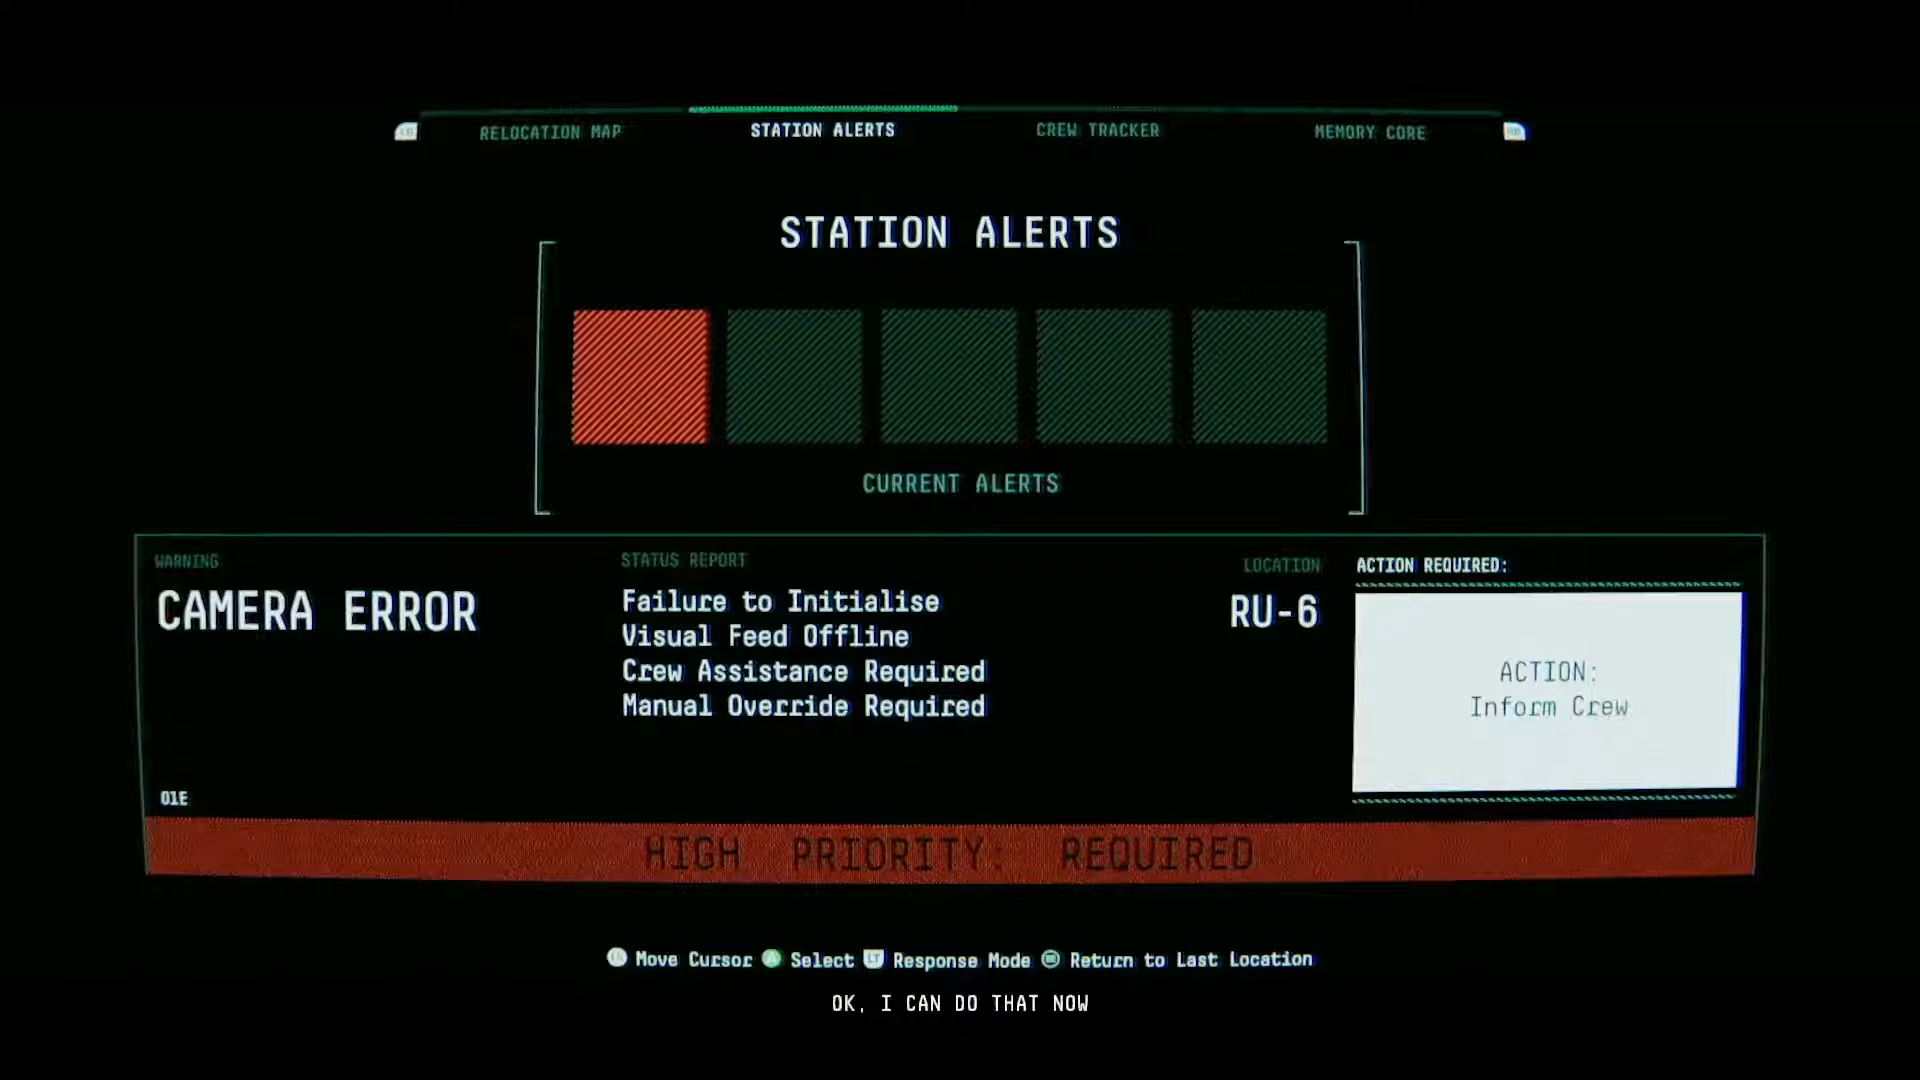 RELOCATION MAP
STATION ALERTS
CREW TRACKER
MEMORY CORE
STATION ALERTS
CURRENT ALERTS
WARNING
CAMERA ERROR
01E
STATUS REPORT
Failure to Initialise
Visual Feed Offline
Crew Assistance Required
Manual Override Required
LOCATION
RU-6
ACTION REQUIRED:
ACTION:
Inform Crew
HIGH PRIORITY: REQUIRED
Move Cursor A Select LT Response Mode Return to Last Location
OK, I CAN DO THAT NOW